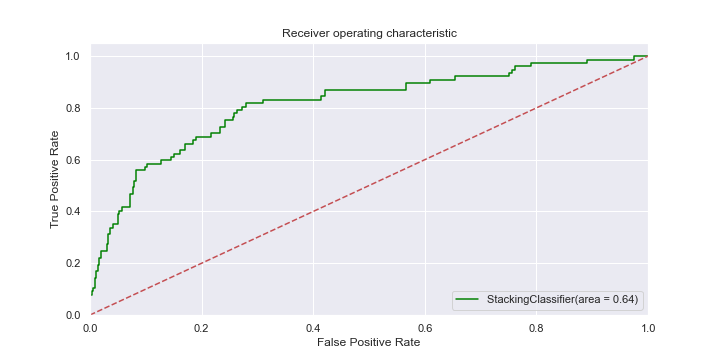 Receiver operating characteristic
True Positive Rate
1.0
0.8
0.6
0.4
0.2
0.0
StackingClassifier(area = 0.64)
0.0 0.2 0.4 0.6 0.8 1.0
False Positive Rate